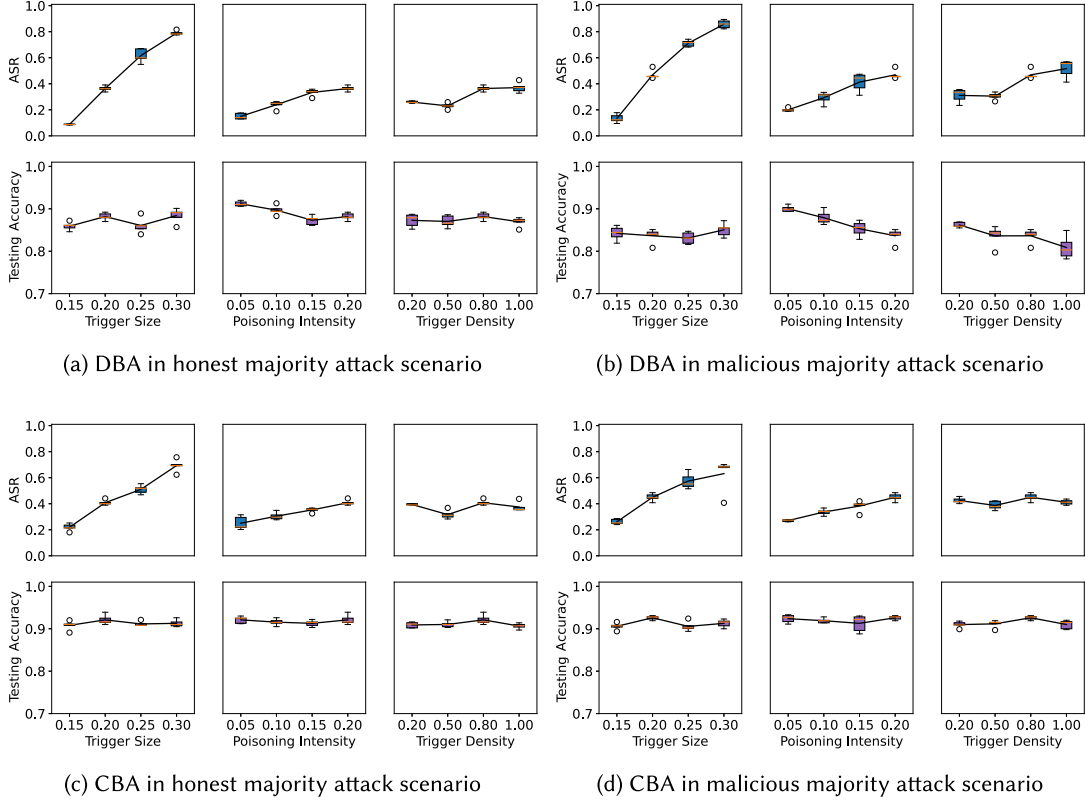 ASR
1.0
0.8
0.6
0.4
0.2
0.0
Testing Accuracy
1.0
0.9
0.8
0.7
0.15 0.20 0.25 0.30
Trigger Size
0.05 0.10 0.15 0.20
Poisoning Intensity
0.20 0.50 0.80 1.00
Trigger Density
(a) DBA in honest majority attack scenario
ASR
1.0
0.8
0.6
0.4
0.2
0.0
Testing Accuracy
1.0
0.9
0.8
0.7
0.15 0.20 0.25 0.30
Trigger Size
0.05 0.10 0.15 0.20
Poisoning Intensity
0.20 0.50 0.80 1.00
Trigger Density
(b) DBA in malicious majority attack scenario
ASR
1.0
0.8
0.6
0.4
0.2
0.0
Testing Accuracy
1.0
0.9
0.8
0.7
0.15 0.20 0.25 0.30
Trigger Size
0.05 0.10 0.15 0.20
Poisoning Intensity
0.20 0.50 0.80 1.00
Trigger Density
(c) CBA in honest majority attack scenario
ASR
1.0
0.8
0.6
0.4
0.2
0.0
Testing Accuracy
1.0
0.9
0.8
0.7
0.15 0.20 0.25 0.30
Trigger Size
0.05 0.10 0.15 0.20
Poisoning Intensity
0.20 0.50 0.80 1.00
Trigger Density
(d) CBA in malicious majority attack scenario